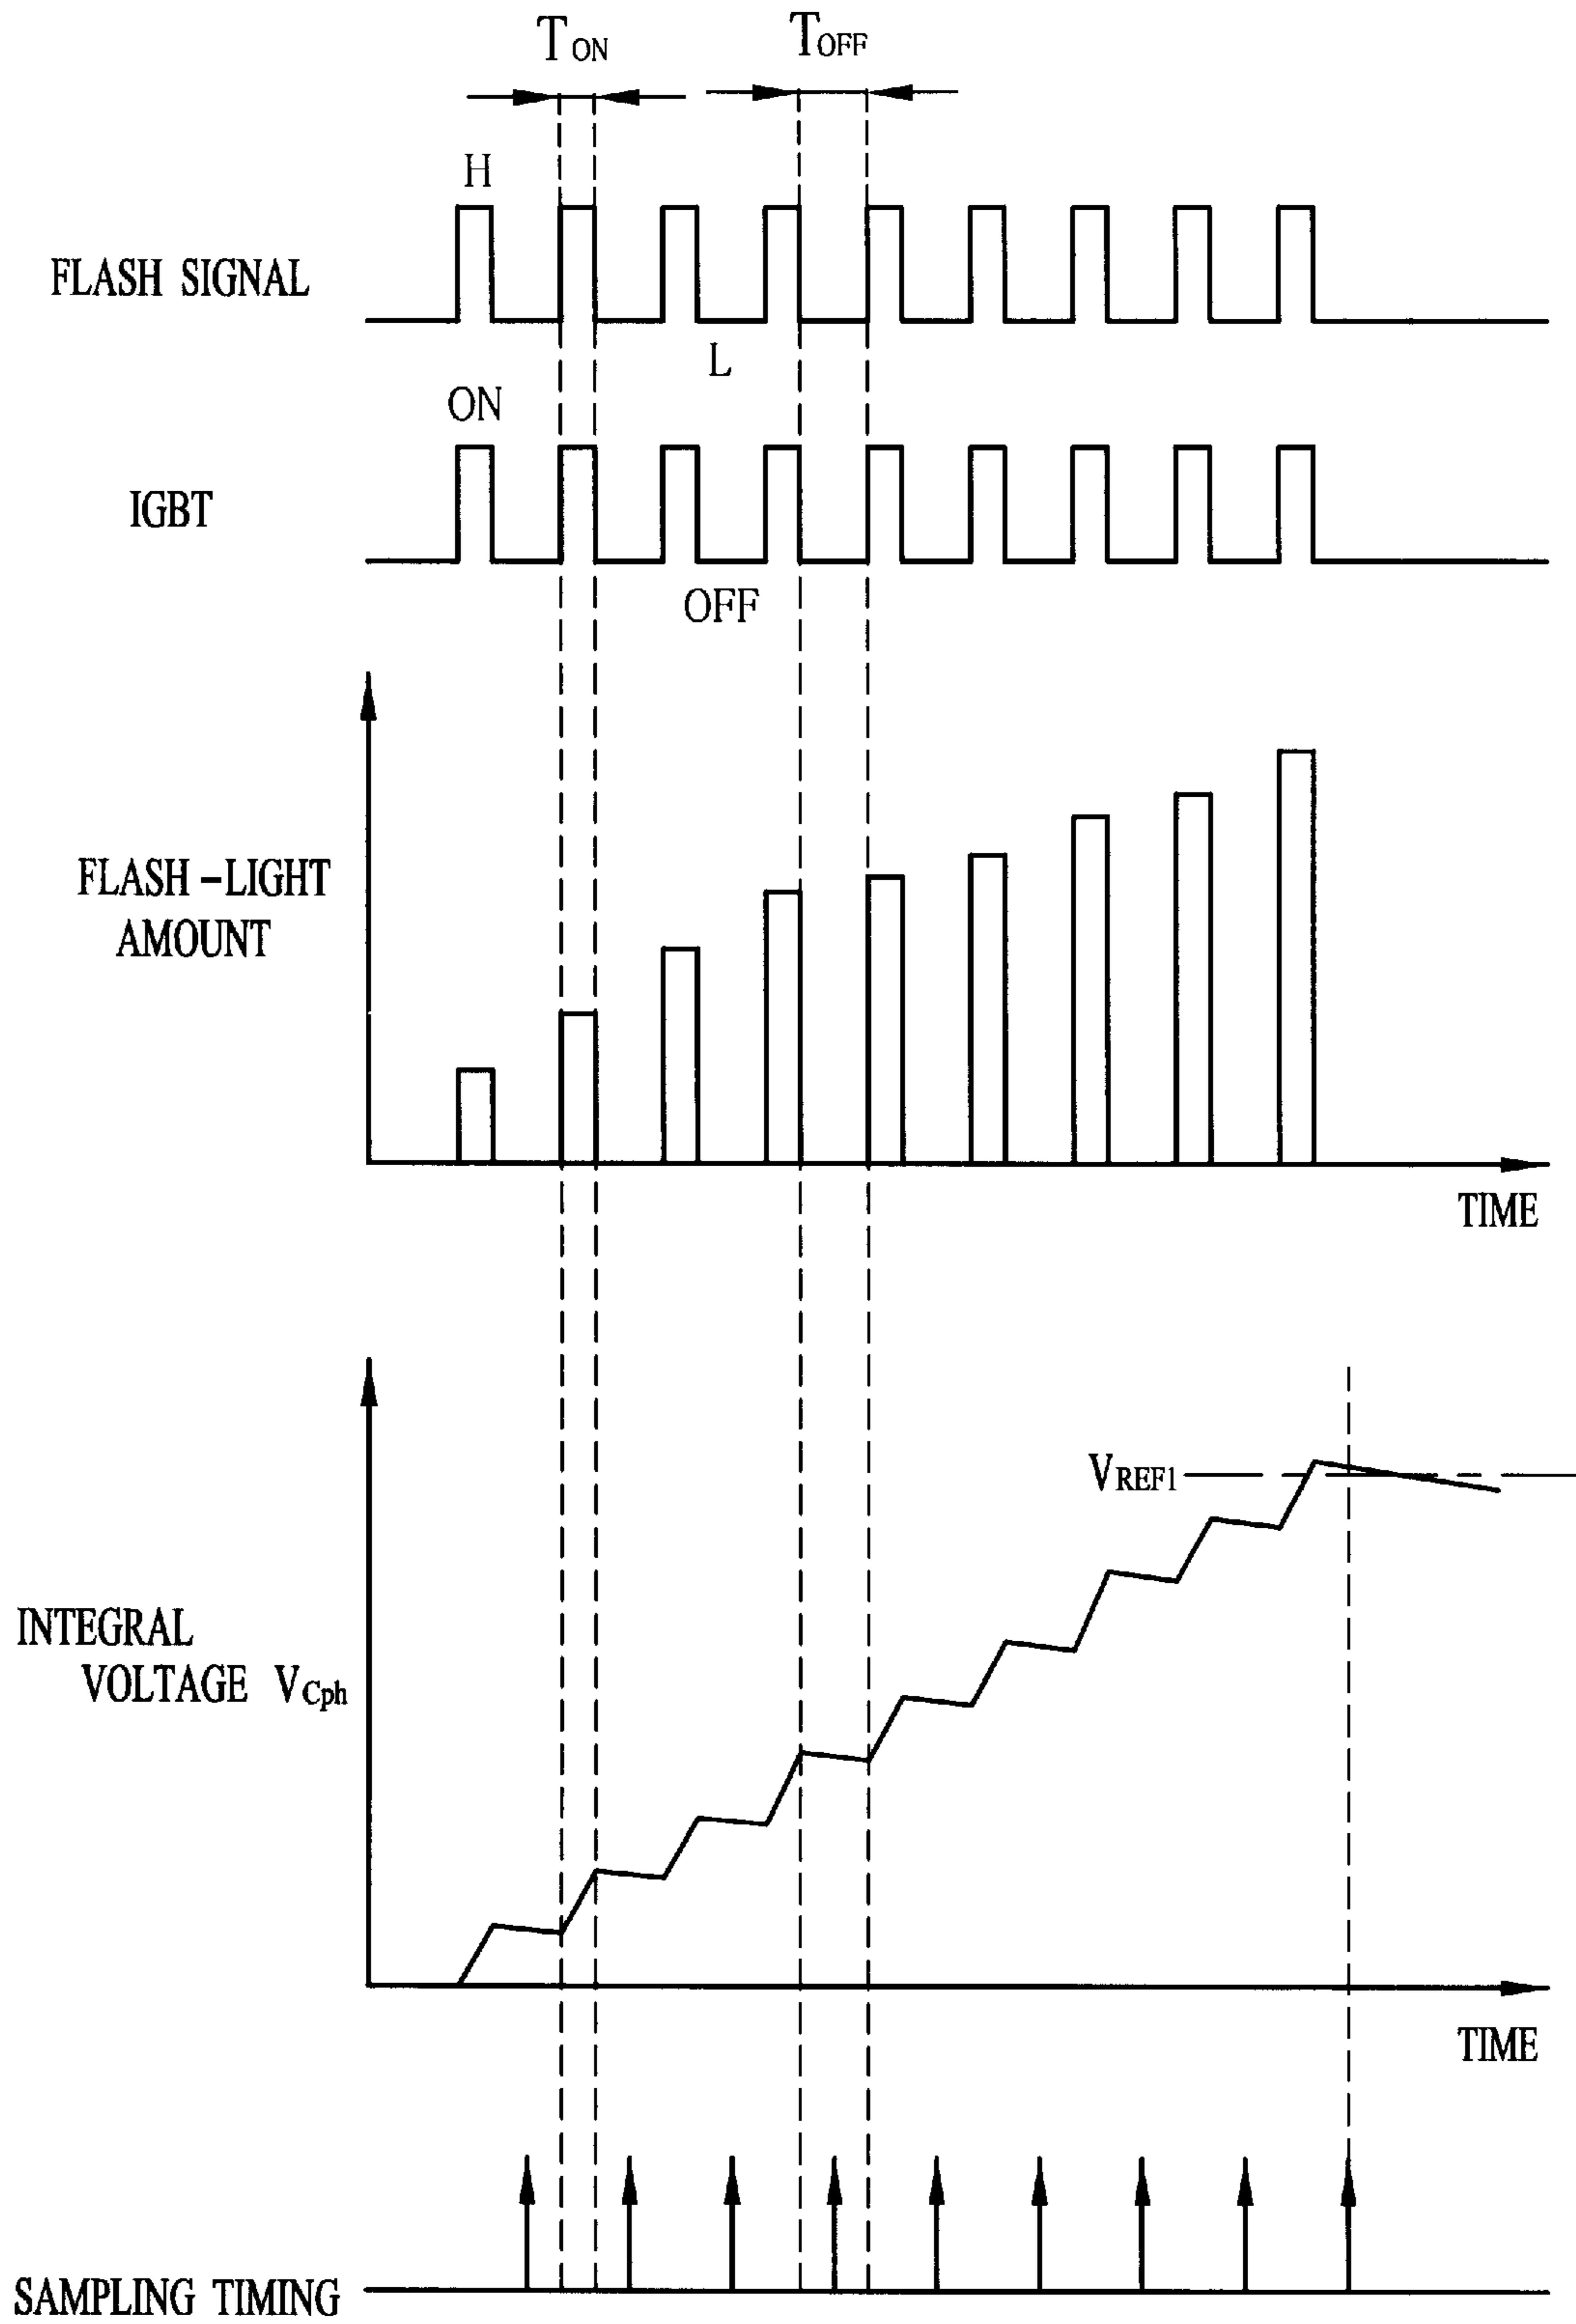 TON
TOFF
H
FLASH SIGNAL
L
ON
IGBT
OFF
FLASH-LIGHT
AMOUNT
TIME
VREF1
INTEGRAL
VOLTAGE VCph
TIME
SAMPLING TIMING